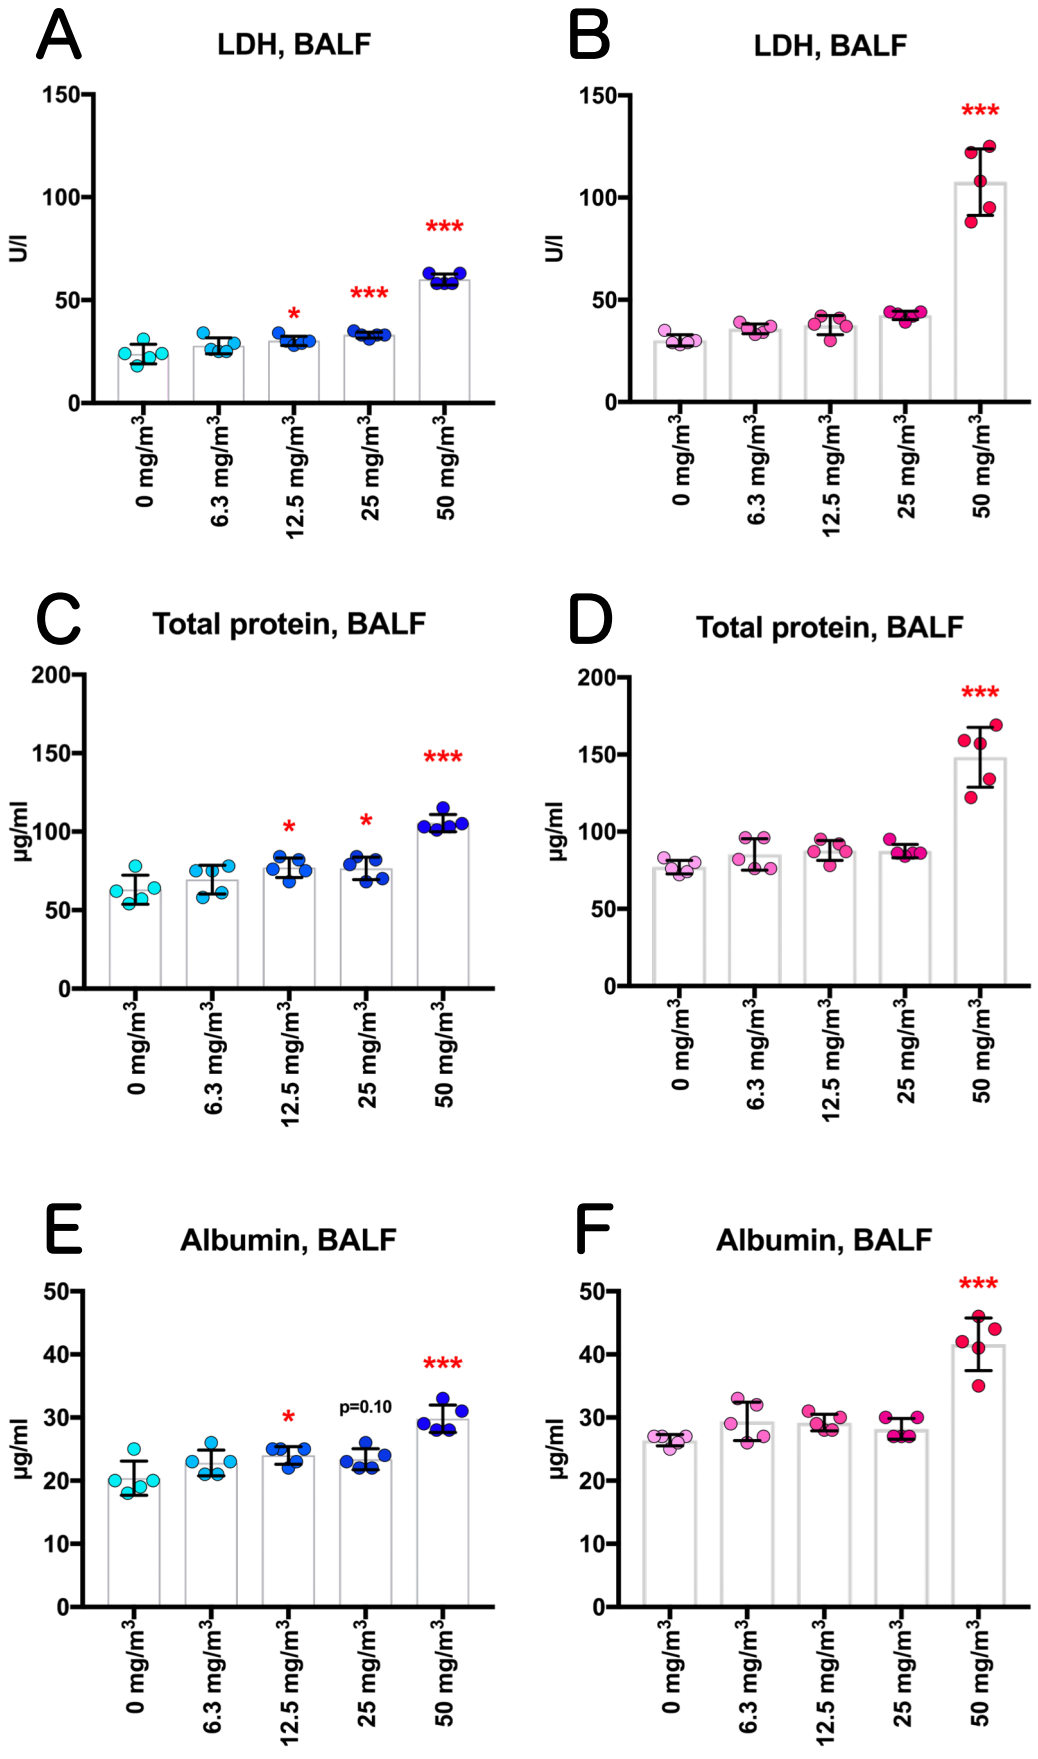 A
LDH, BALF
150
100
50
0
U/l
*
***
***
0 mg/m³
6.3 mg/m³
12.5 mg/m³
25 mg/m³
50 mg/m³
B
LDH, BALF
150
100
50
0
U/l
***
0 mg/m³
6.3 mg/m³
12.5 mg/m³
25 mg/m³
50 mg/m³
C
Total protein, BALF
200
150
100
50
0
µg/ml
*
*
***
0 mg/m³
6.3 mg/m³
12.5 mg/m³
25 mg/m³
50 mg/m³
D
Total protein, BALF
200
150
100
50
0
µg/ml
***
0 mg/m³
6.3 mg/m³
12.5 mg/m³
25 mg/m³
50 mg/m³
E
Albumin, BALF
50
40
30
20
10
0
µg/ml
*
p=0.10
***
0 mg/m³
6.3 mg/m³
12.5 mg/m³
25 mg/m³
50 mg/m³
F
Albumin, BALF
50
40
30
20
10
0
µg/ml
***
0 mg/m³
6.3 mg/m³
12.5 mg/m³
25 mg/m³
50 mg/m³